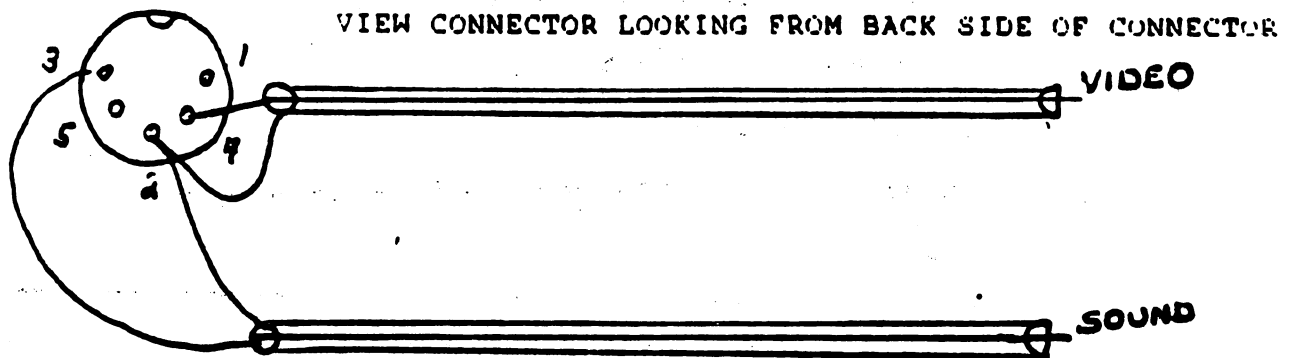 VIEW CONNECTOR LOOKING FROM BACK SIDE OF CONNECTOR
3
1
VIDEO
5
4
2
SOUND